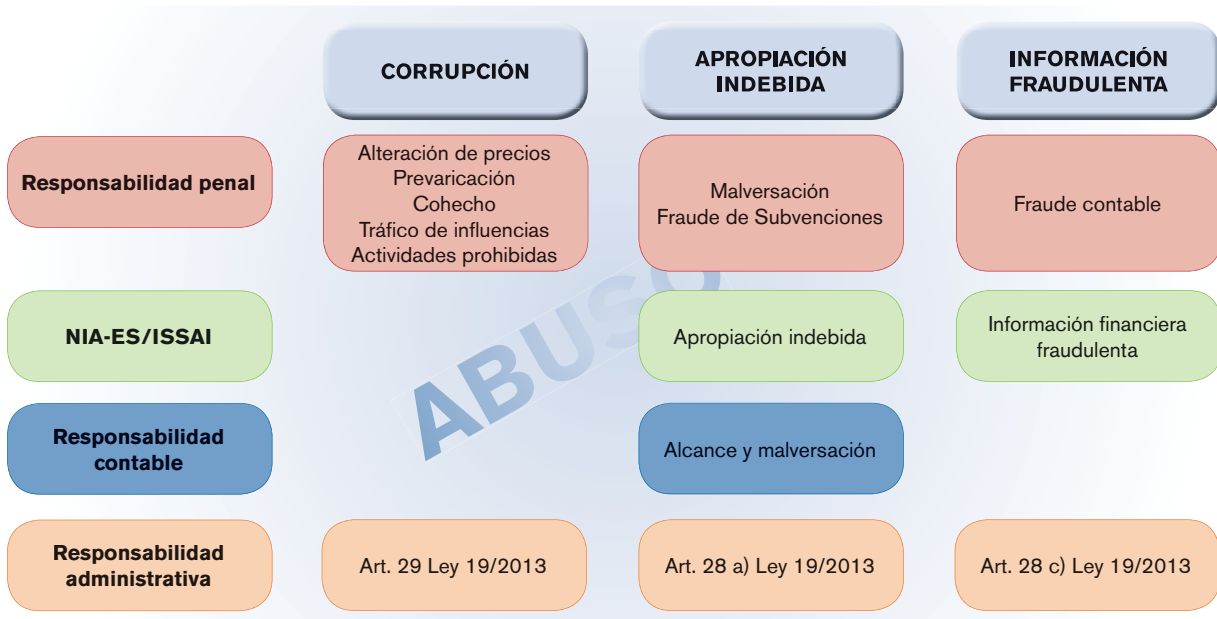 CORRUPCIÓN
APROPIACIÓN
INDEBIDA
INFORMACIÓN
FRAUDULENTA
Responsabilidad penal
Alteración de precios
Prevaricación
Cohecho
Tráfico de influencias
Actividades prohibidas
Malversación
Fraude de Subvenciones
Fraude contable
NIA-ES/ISSAI
Apropiación indebida
Información financiera
fraudulenta
ABUSO
Responsabilidad
contable
Alcance y malversación
Responsabilidad
administrativa
Art. 29 Ley 19/2013
Art. 28 a) Ley 19/2013
Art. 28 c) Ley 19/2013